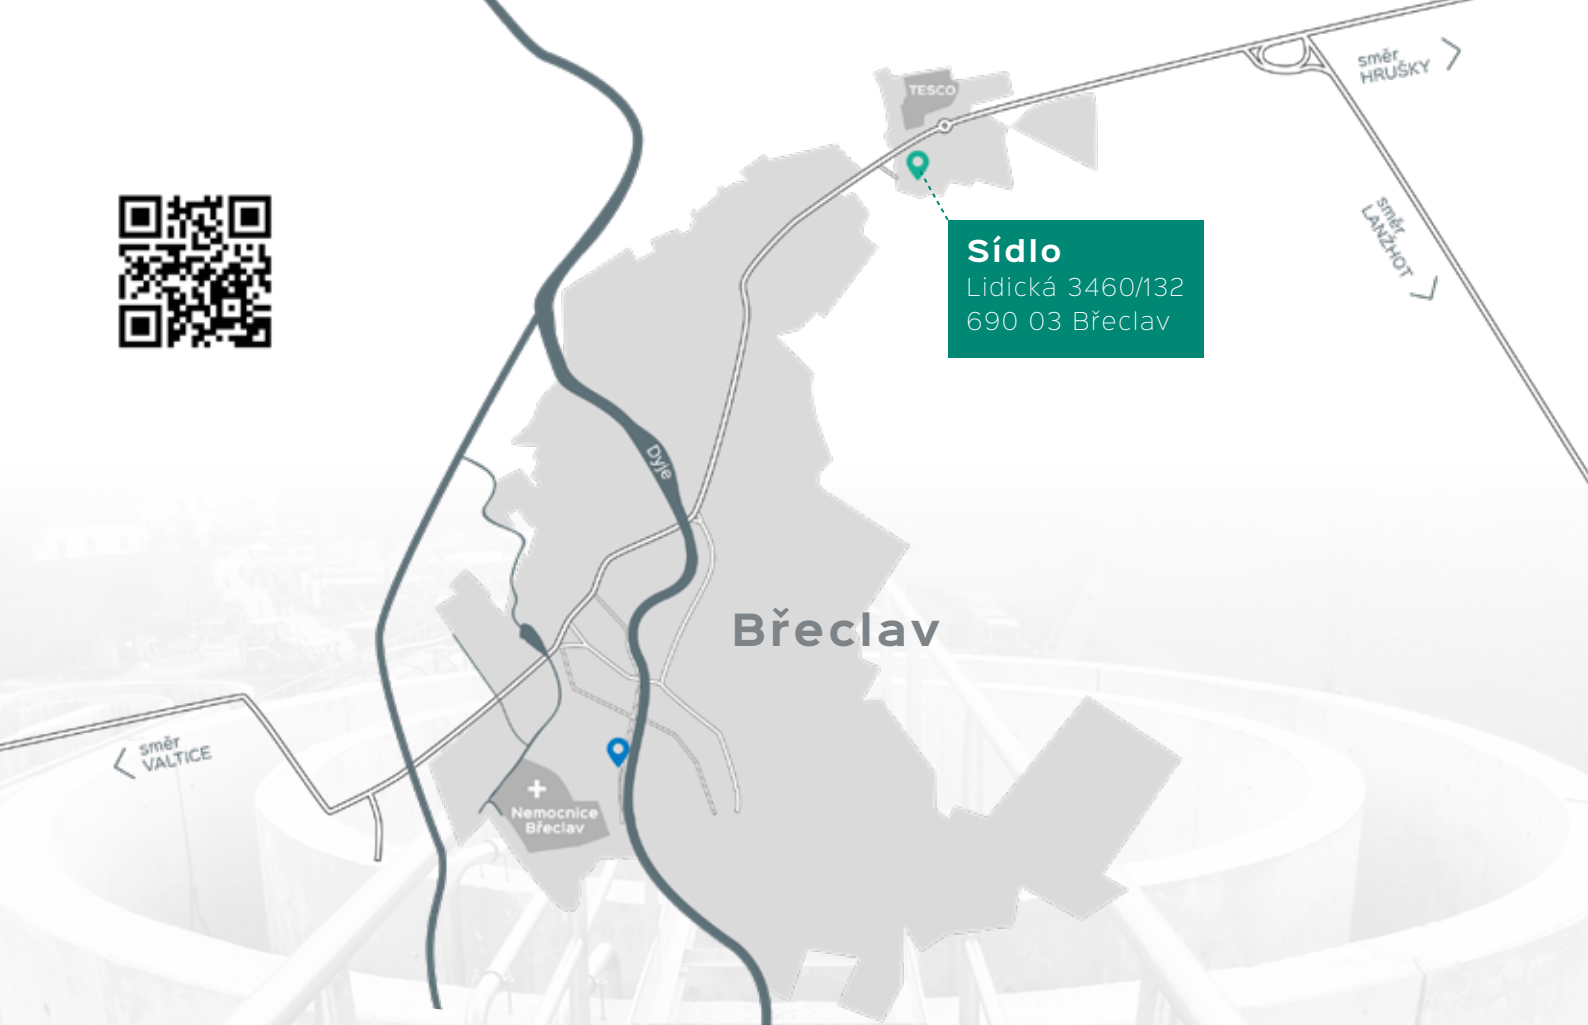 TESCO
směr
HRUŠKY
směr
LANŽHOT
Sídlo
Lidická 3460/132
690 03 Břeclav
Dyje
Břeclav
směr
VALTICE
Nemocnice
Břeclav